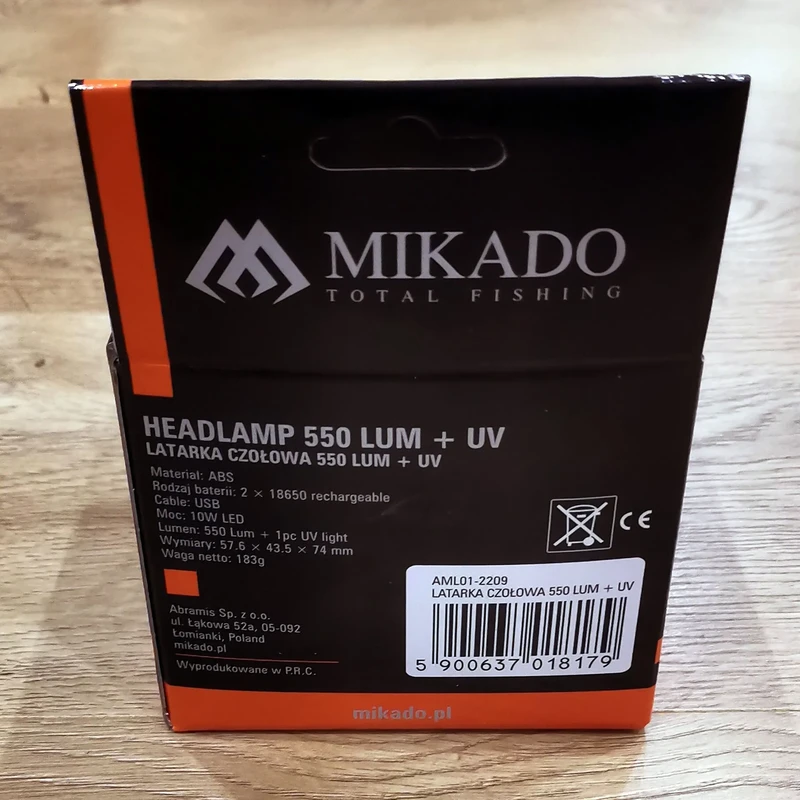 MIKADO
TOTAL FISHING
HEADLAMP 550 LUM + UV
LATARKA CZOŁOWA 550 LUM + UV
Materiał: ABS
Rodzaj baterii: 2 × 18650 rechargeable
Cable: USB
Moc: 10W LED
Lumen: 550 Lum + 1pc UV light
Wymiary: 57.6 × 43.5 × 74 mm
Waga netto: 183g
CE
Abramis Sp. z o.o.
ul. Łąkowa 52a, 05-092
Łomianki, Poland
mikado.pl
Wyprodukowane w P.R.C.
AML01-2209
LATARKA CZOŁOWA 550 LUM + UV
5 900637 018179
mikado.pl